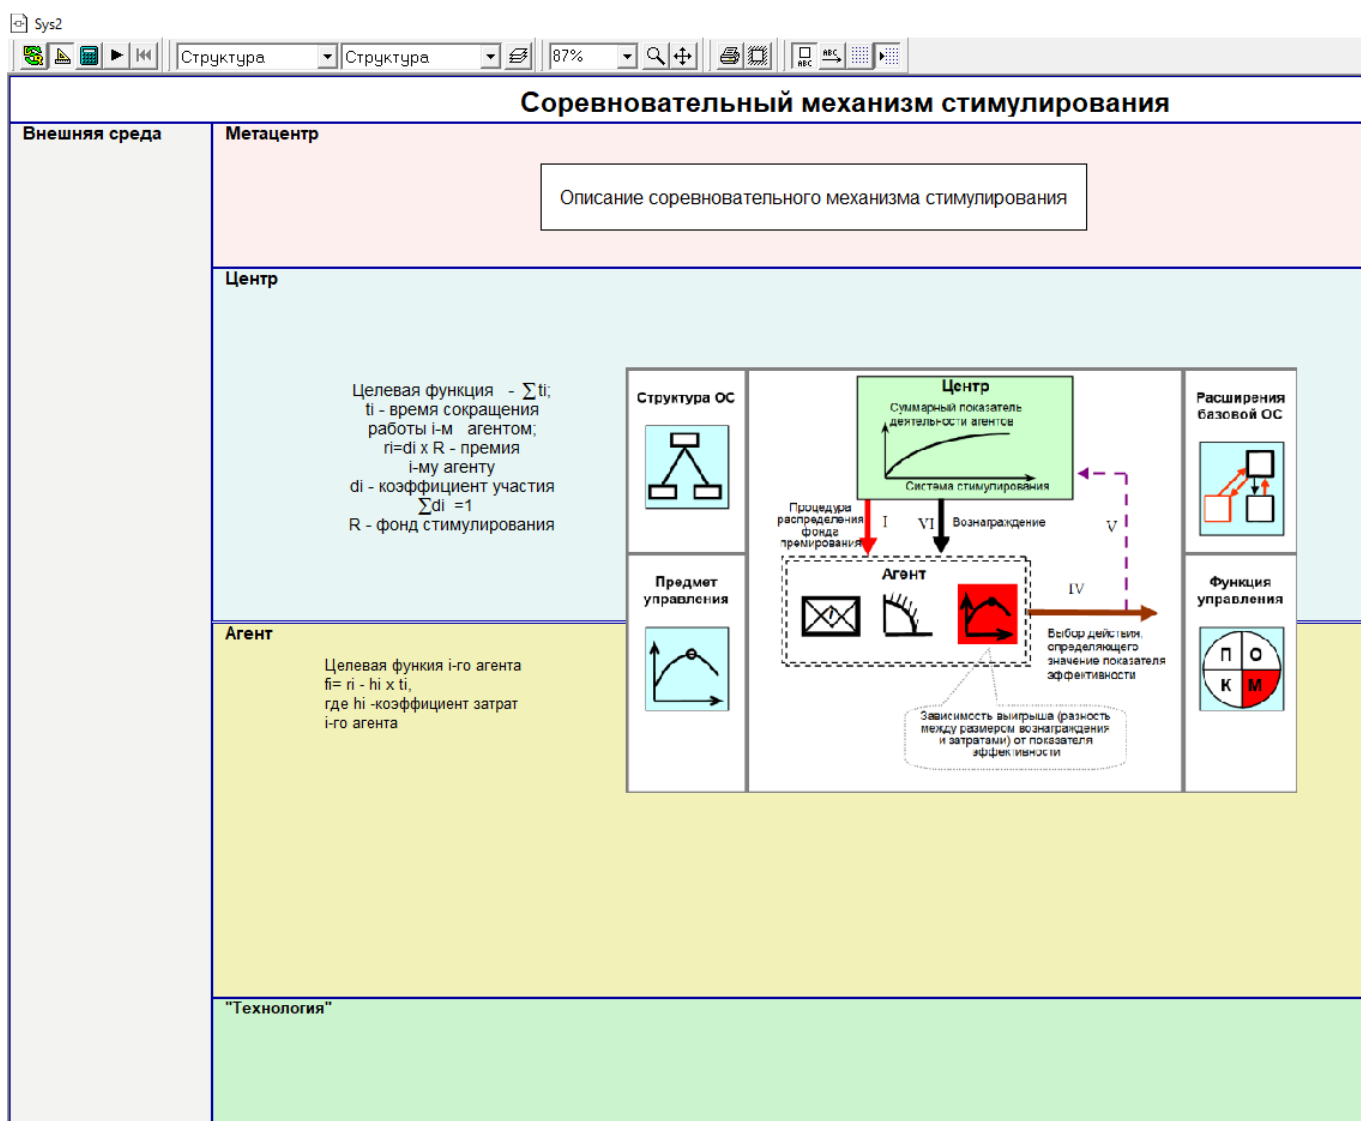 Sys2
Структура
Структура
87%
ABC
ABC
Соревновательный механизм стимулирования
Внешняя среда
Метацентр
Описание соревновательного механизма стимулирования
Центр
Целевая функция - ∑ti;
ti - время сокращения
работы i-м агентом;
ri=di x R - премия
i-му агенту
di - коэффициент участия
∑di =1
R - фонд стимулирования
Структура ОС
Предмет
управления
Центр
Суммарный показатель
деятельности агентов
Система стимулирования
Процедура
распределения
фонда
премирования
I
VI
Вознаграждение
V
Агент
IV
Выбор действия,
определяющего
значение показателя
эффективности
Зависимость выигрыша (разность
между размером вознаграждения
и затратами) от показателя
эффективности
Расширения
базовой ОС
Функция
управления
П О
К М
Агент
Целевая функия i-го агента
fi= ri - hi x ti,
где hi -коэффициент затрат
i-го агента
"Технология"